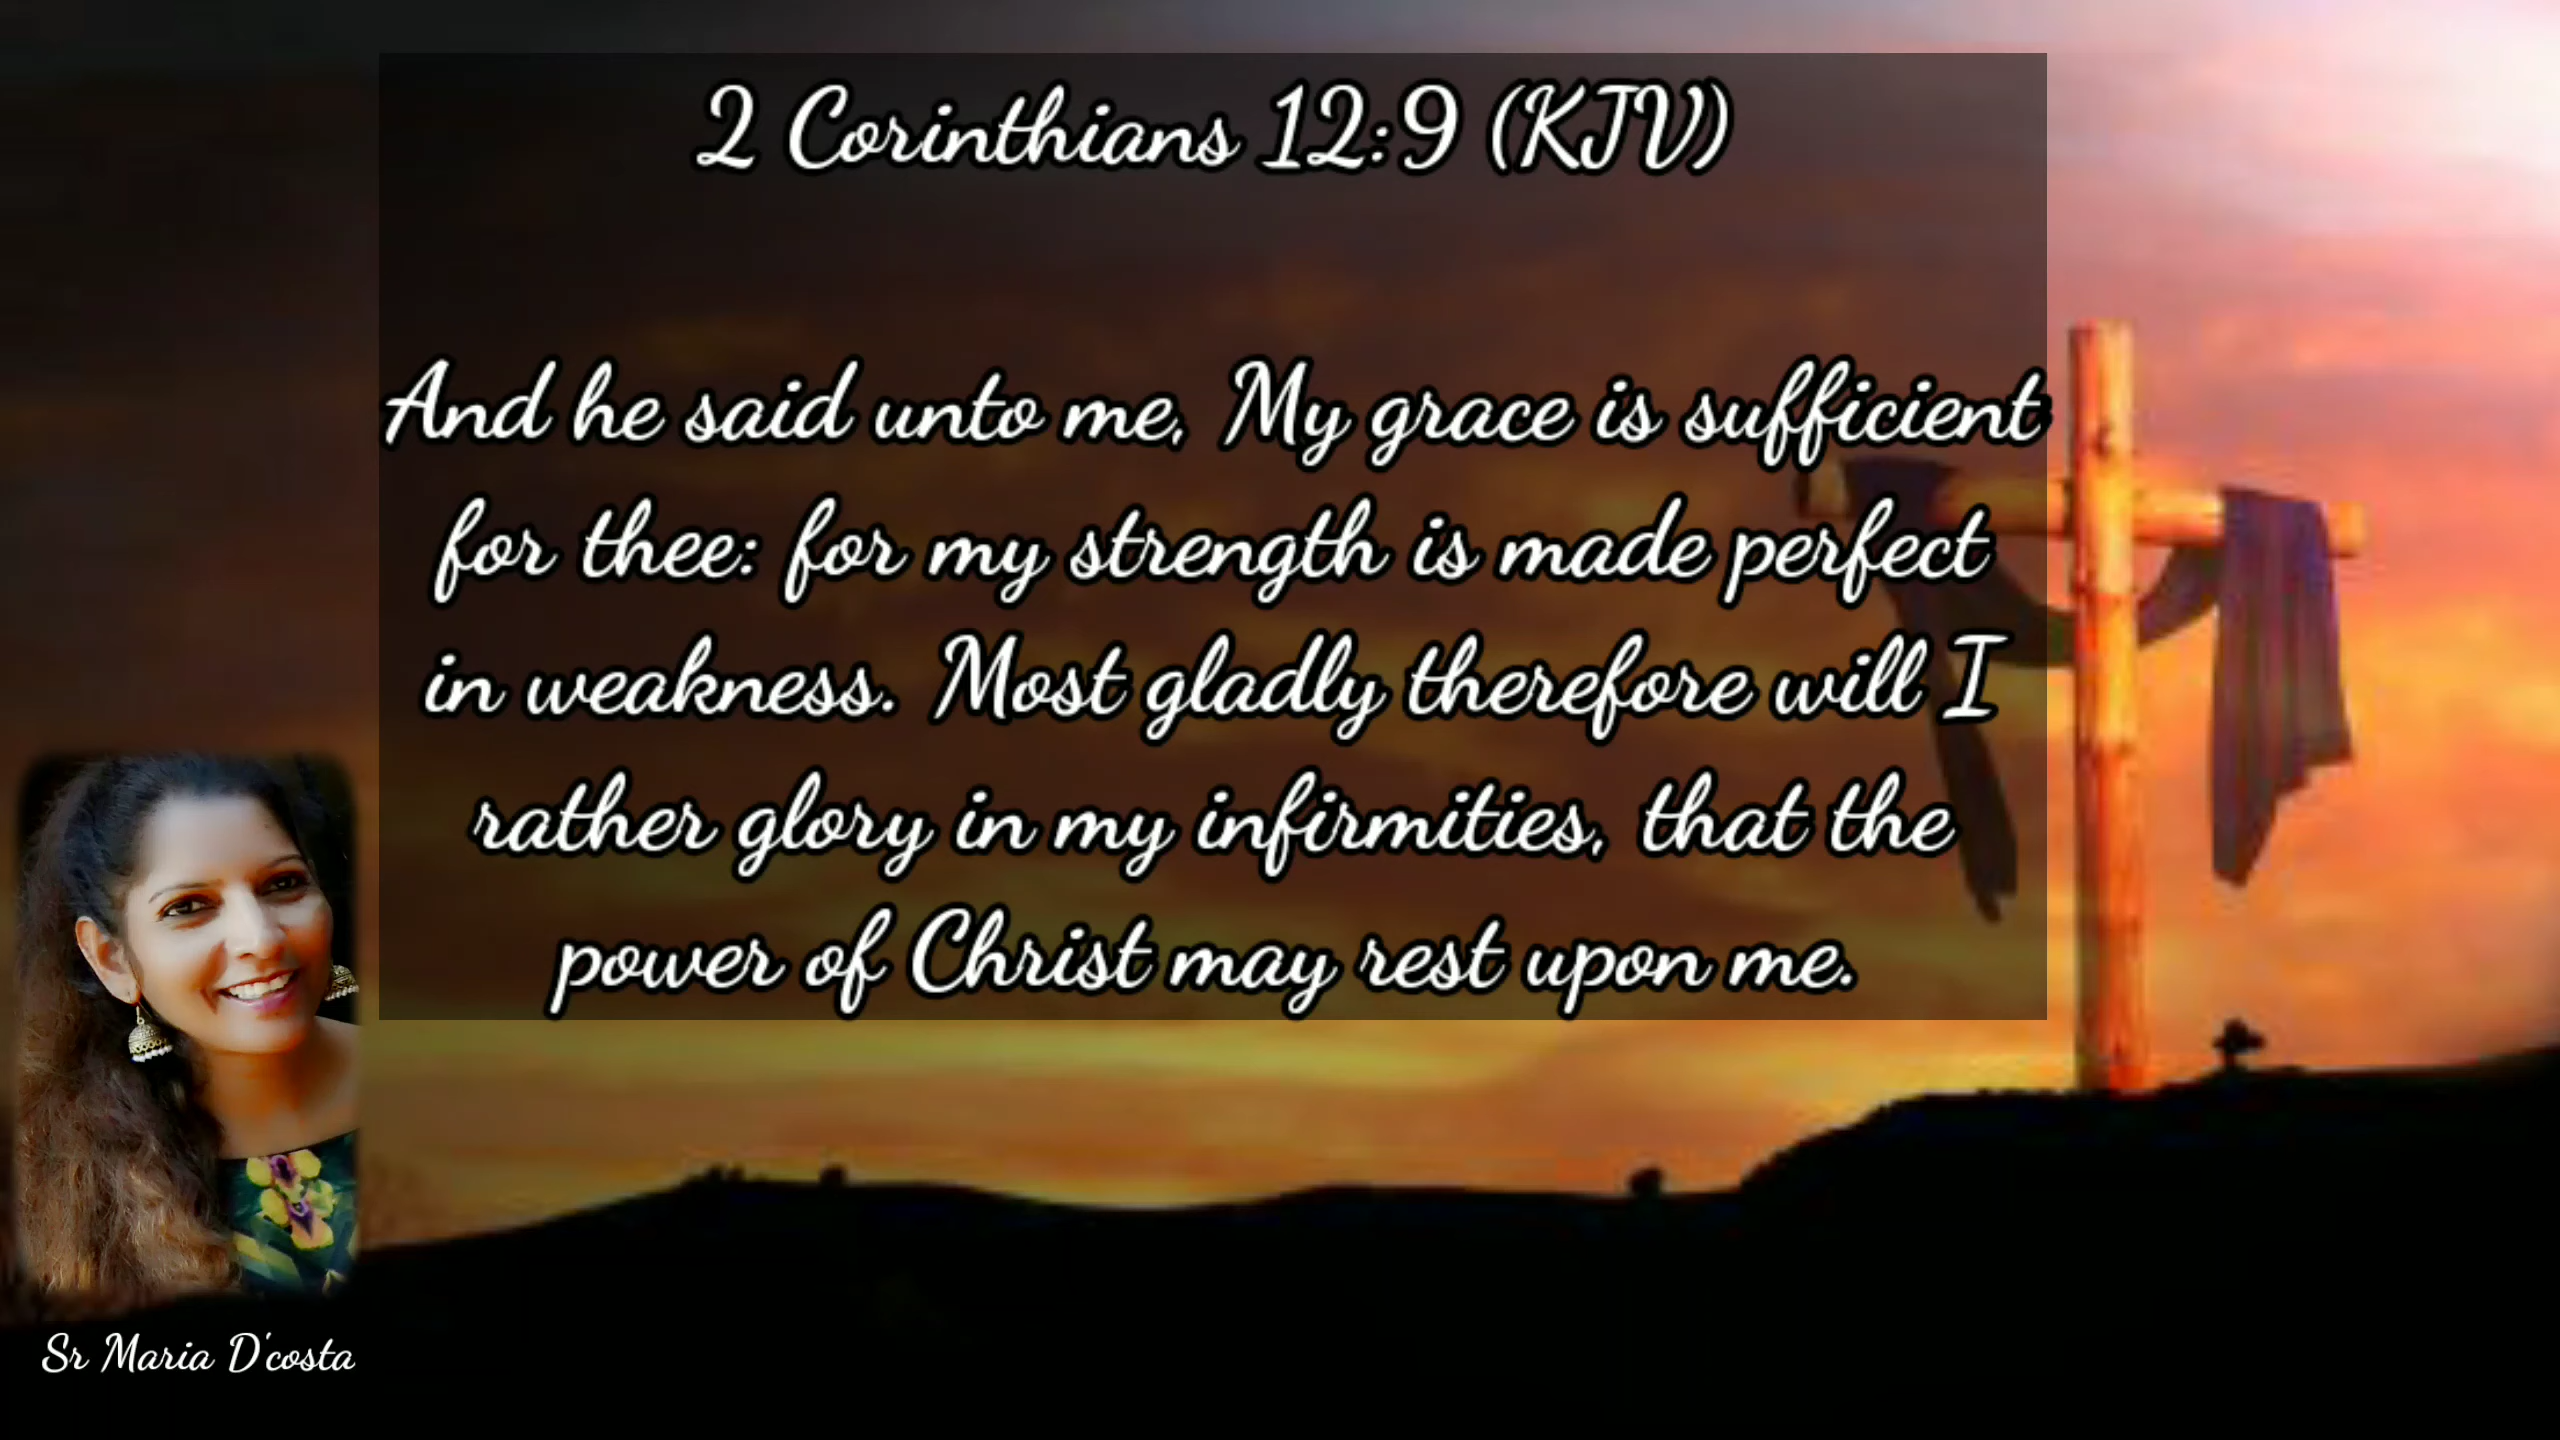 2 Corinthians 12:9 (KJV)
And he said unto me, My grace is sufficient
for thee: for my strength is made perfect
in weakness. Most gladly therefore will I
rather glory in my infirmities, that the
power of Christ may rest upon me.
Sr Maria D'costa